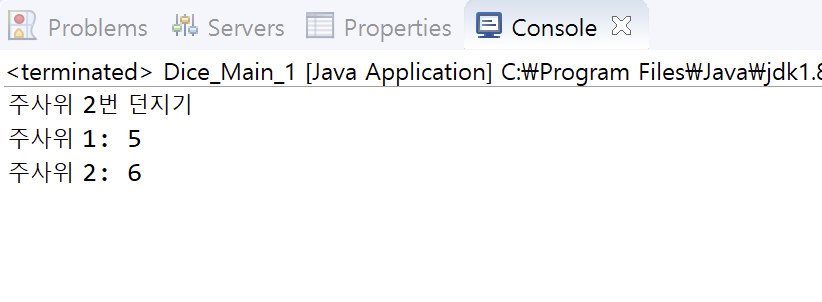 Problems Servers Properties Console
<terminated> Dice_Main_1 [Java Application] C:₩Program Files₩Java₩jdk1.8
주사위 2번 던지기
주사위 1: 5
주사위 2: 6